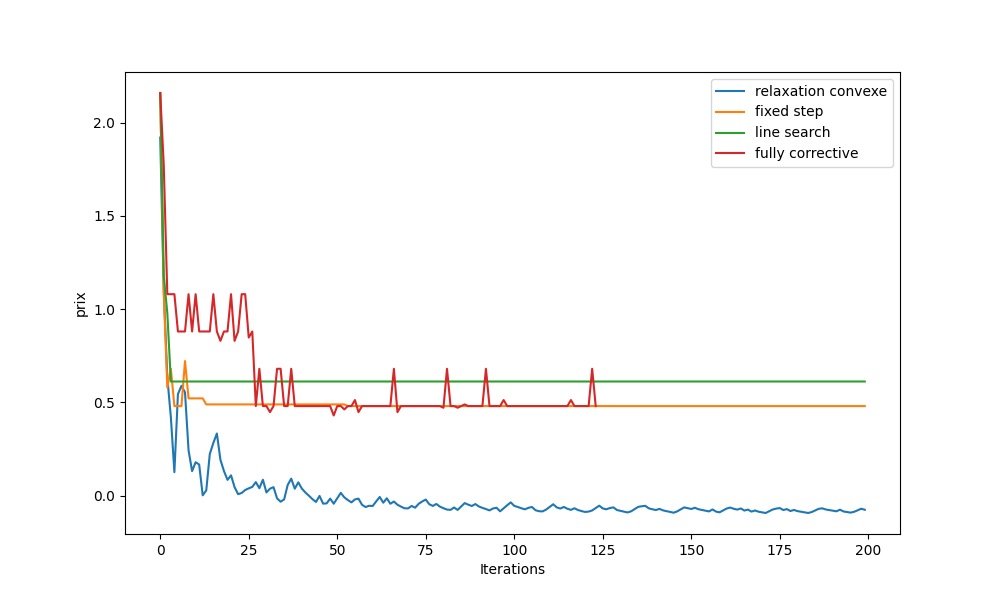 relaxation convexe
fixed step
line search
fully corrective
2.0
1.5
1.0
0.5
0.0
prix
0 25 50 75 100 125 150 175 200
Iterations